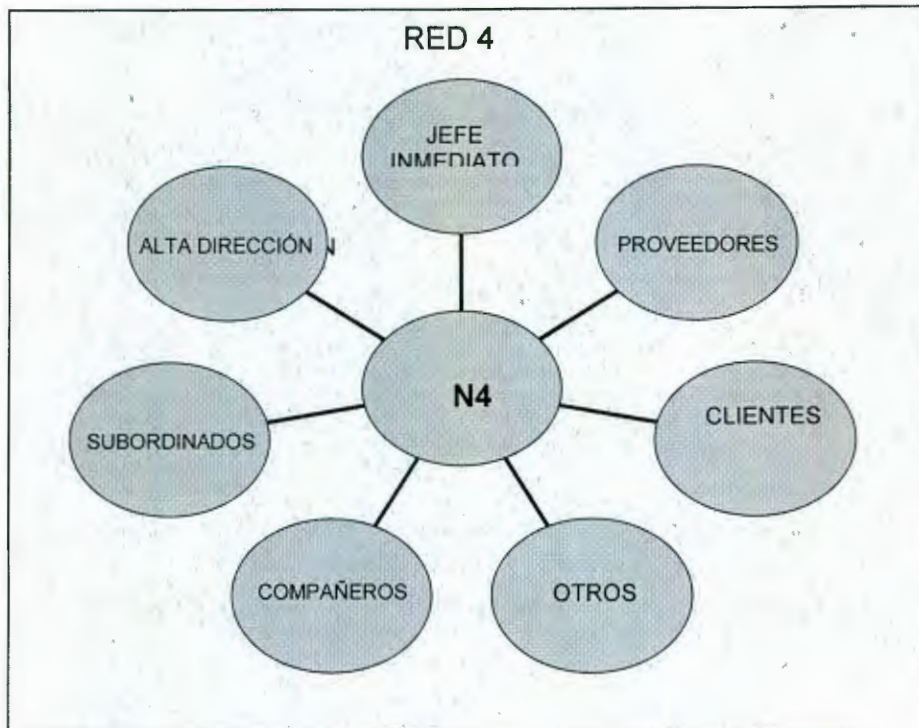 RED 4
JEFE
INMEDIATO
ALTA DIRECCIÓN
PROVEEDORES
N4
SUBORDINADOS
CLIENTES
COMPAÑEROS
OTROS